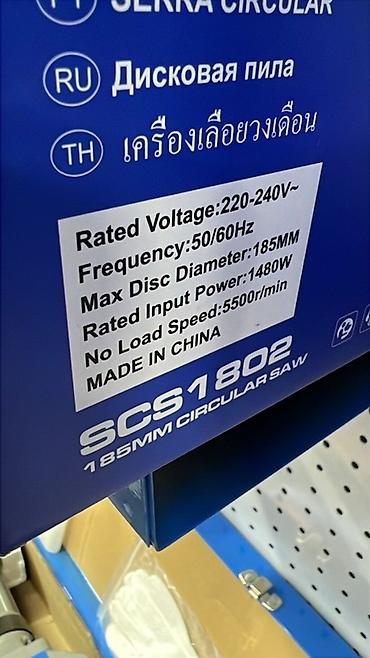 PT SERRA CIRCULAR
RU Дисковая пила
TH เครื่องเลื่อยวงเดือน
Rated Voltage:220-240V~
Frequency:50/60Hz
Max Disc Diameter:185MM
Rated Input Power:1480W
No Load Speed:5500r/min
MADE IN CHINA
SCS1802
185MM CIRCULAR SAW